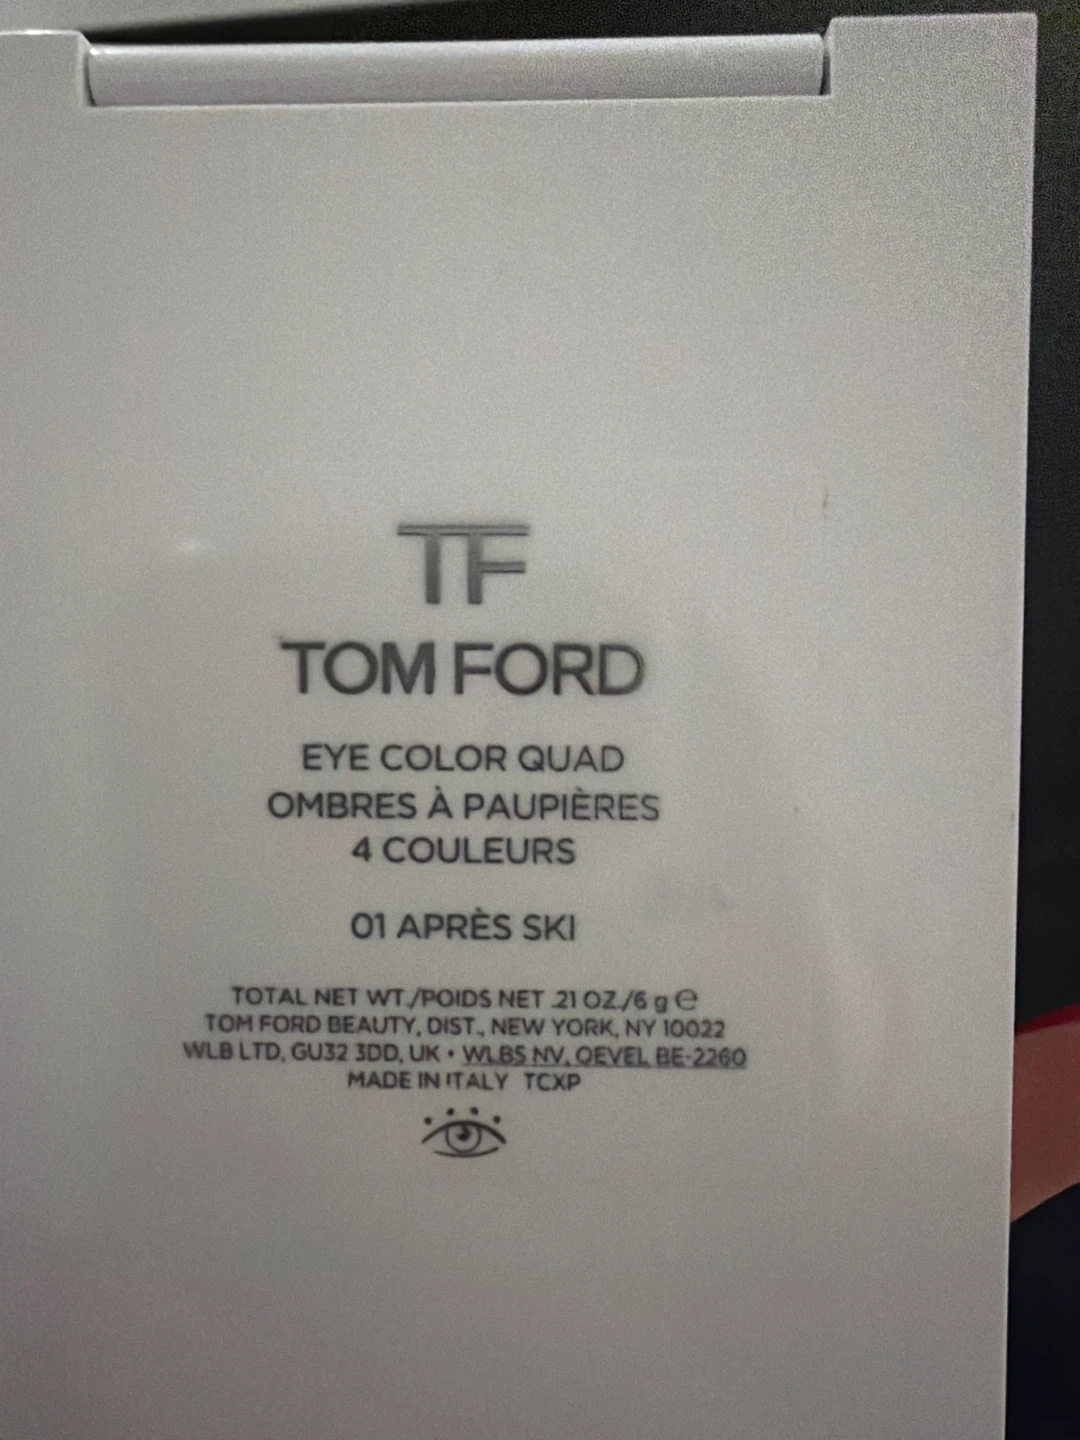 TF
TOM FORD
EYE COLOR QUAD
OMBRES À PAUPIÈRES
4 COULEURS
01 APRÈS SKI
TOTAL NET WT./POIDS NET .21 OZ./6 g ℮
TOM FORD BEAUTY, DIST., NEW YORK, NY 10022
WLB LTD, GU32 3DD, UK • WLBS NV, OEVEL BE-2260
MADE IN ITALY TCXP